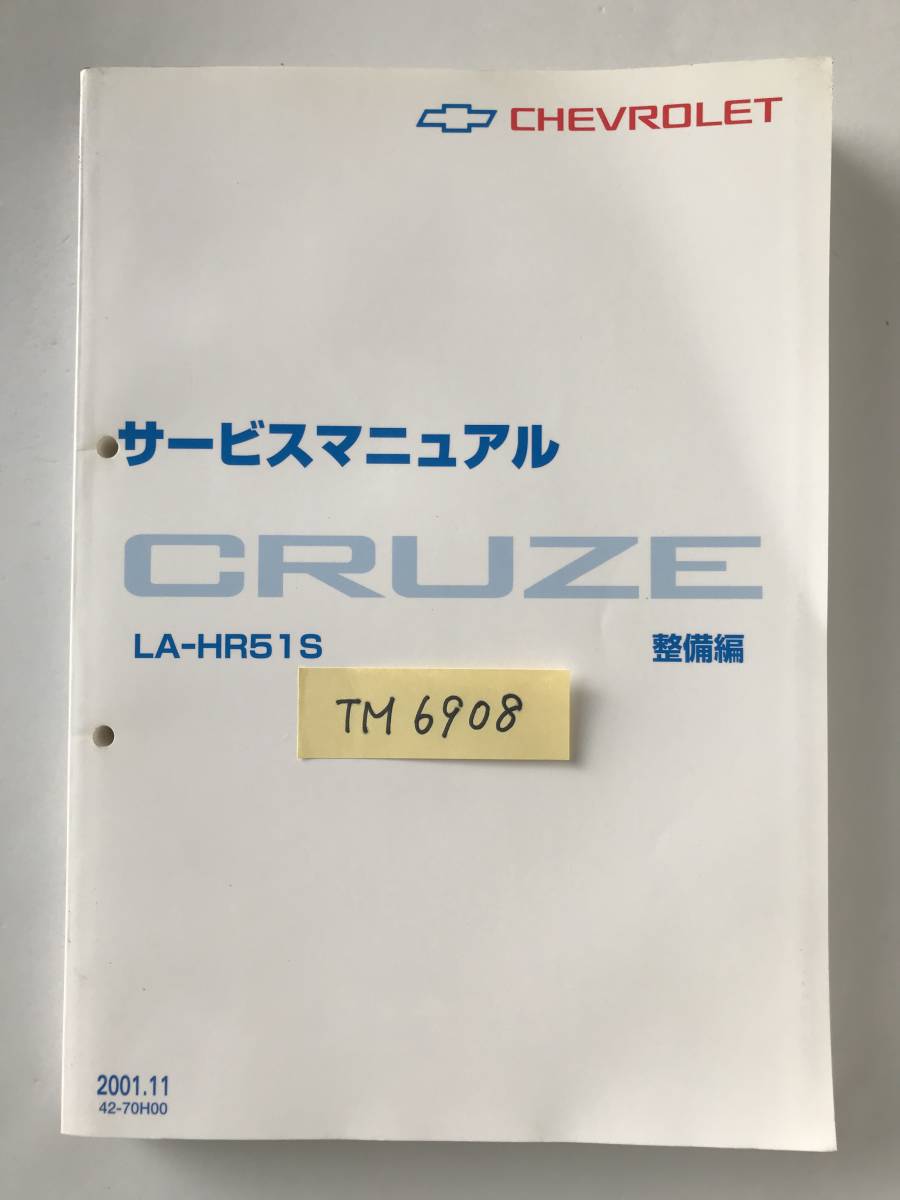 CHEVROLET
サービスマニュアル
CRUZE
LA-HR51S 整備編
TM 6908
2001.11
42-70H00